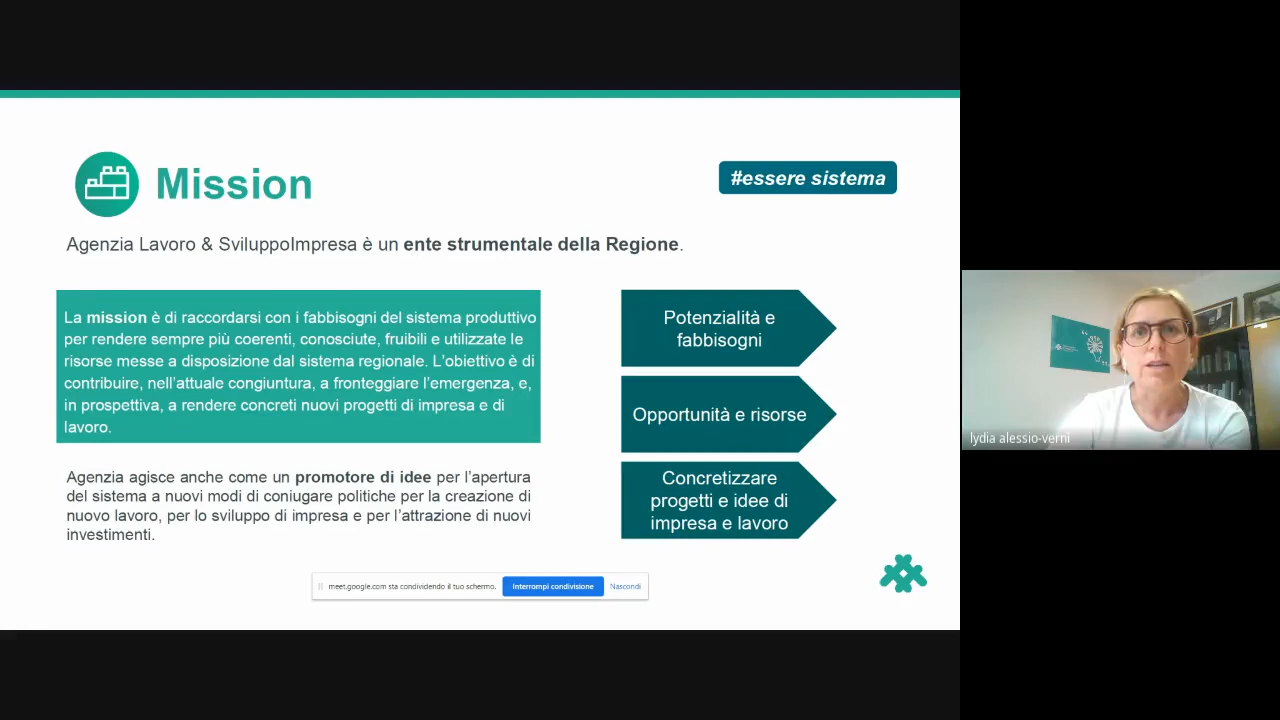 Mission
#essere sistema
Agenzia Lavoro & SviluppoImpresa è un ente strumentale della Regione.
La mission è di raccordarsi con i fabbisogni del sistema produttivo
per rendere sempre più coerenti, conosciute, fruibili e utilizzate le
risorse messe a disposizione dal sistema regionale. L'obiettivo è di
contribuire, nell'attuale congiuntura, a fronteggiare l'emergenza, e,
in prospettiva, a rendere concreti nuovi progetti di impresa e di
lavoro.
Agenzia agisce anche come un promotore di idee per l'apertura
del sistema a nuovi modi di coniugare politiche per la creazione di
nuovo lavoro, per lo sviluppo di impresa e per l'attrazione di nuovi
investimenti.
Potenzialità e
fabbisogni
Opportunità e risorse
Concretizzare
progetti e idee di
impresa e lavoro
meet.google.com sta condividendo il tuo schermo. Interrompi condivisione Nascondi
lydia alessio-vernì